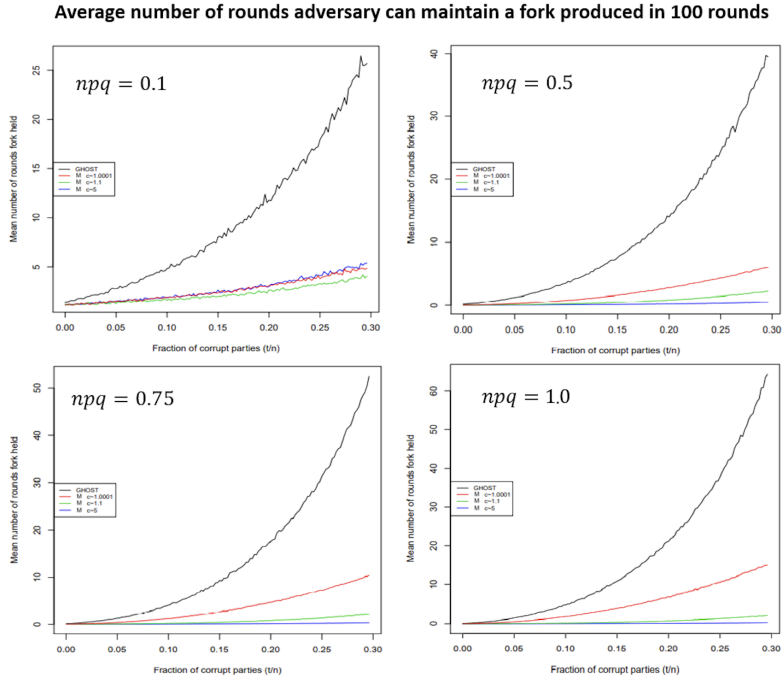 Average number of rounds adversary can maintain a fork produced in 100 rounds
npq = 0.1
Mean number of rounds fork held
25
20
15
10
5
GHOST
M c~1.0001
M c~1.1
M c~5
0.00 0.05 0.10 0.15 0.20 0.25 0.30
Fraction of corrupt parties (t/n)
npq = 0.5
Mean number of rounds fork held
40
30
20
10
0
GHOST
M c~1.0001
M c~1.1
M c~5
0.00 0.05 0.10 0.15 0.20 0.25 0.30
Fraction of corrupt parties (t/n)
npq = 0.75
Mean number of rounds fork held
50
40
30
20
10
0
GHOST
M c~1.0001
M c~1.1
M c~5
0.00 0.05 0.10 0.15 0.20 0.25 0.30
Fraction of corrupt parties (t/n)
npq = 1.0
Mean number of rounds fork held
60
50
40
30
20
10
0
GHOST
M c~1.0001
M c~1.1
M c~5
0.00 0.05 0.10 0.15 0.20 0.25 0.30
Fraction of corrupt parties (t/n)